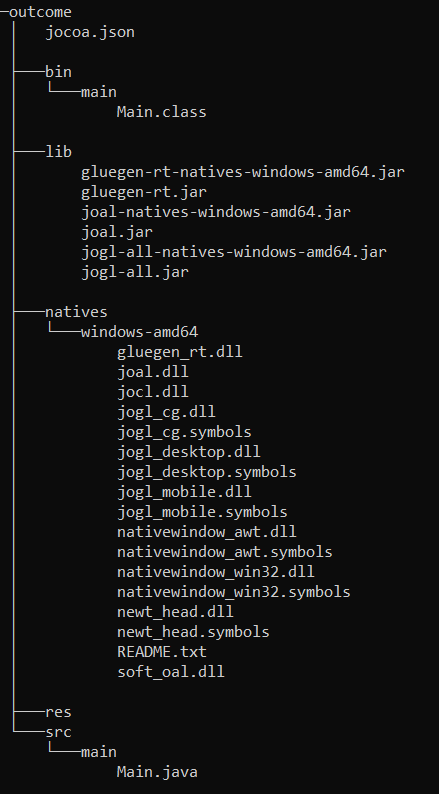 outcome
jocoa.json
bin
main
Main.class
lib
gluegen-rt-natives-windows-amd64.jar
gluegen-rt.jar
joal-natives-windows-amd64.jar
joal.jar
jogl-all-natives-windows-amd64.jar
jogl-all.jar
natives
windows-amd64
gluegen_rt.dll
joal.dll
jocl.dll
jogl_cg.dll
jogl_cg.symbols
jogl_desktop.dll
jogl_desktop.symbols
jogl_mobile.dll
jogl_mobile.symbols
nativewindow_awt.dll
nativewindow_awt.symbols
nativewindow_win32.dll
nativewindow_win32.symbols
newt_head.dll
newt_head.symbols
README.txt
soft_oal.dll
res
src
main
Main.java